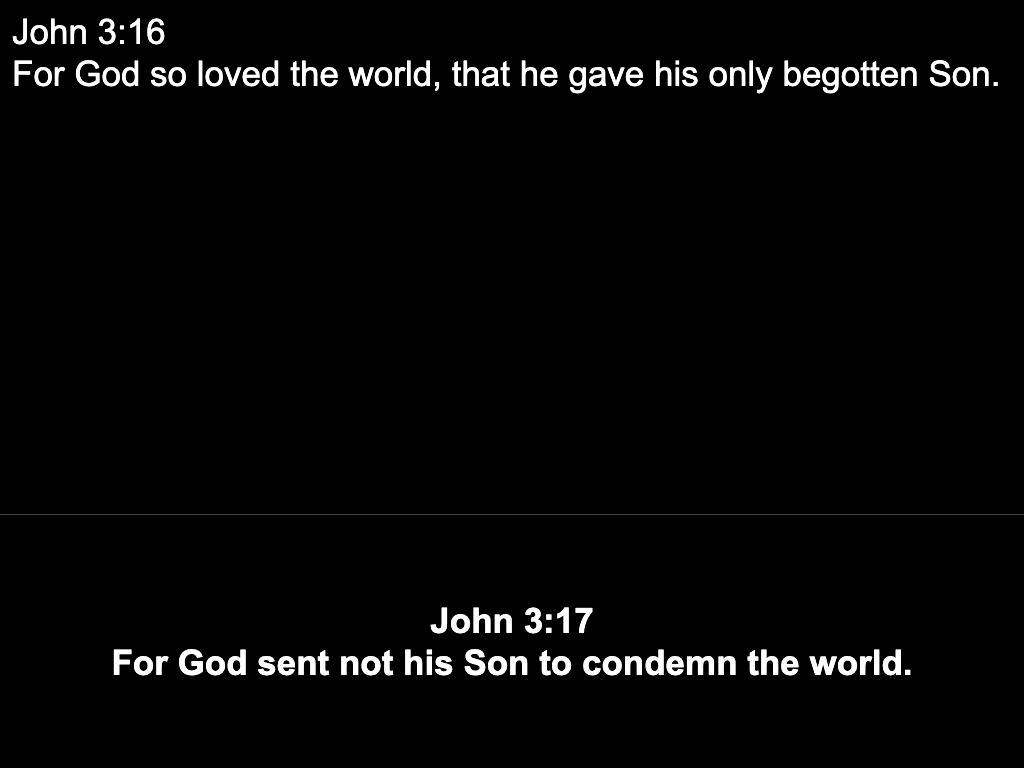 John 3:16
For God so loved the world, that he gave his only begotten Son.
John 3:17
For God sent not his Son to condemn the world.